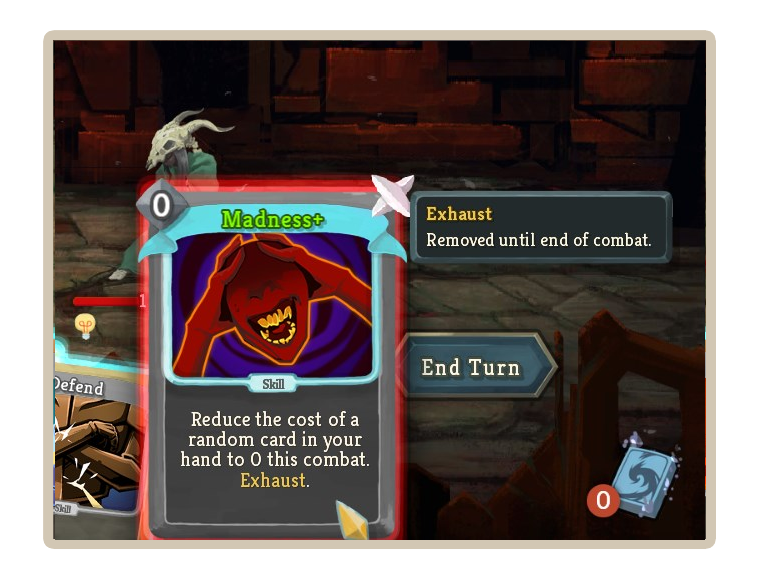 0
Madness+
Exhaust
Removed until end of combat.
1
Defend
Skill
End Turn
Skill
Reduce the cost of a
random card in your
hand to 0 this combat.
Exhaust.
0